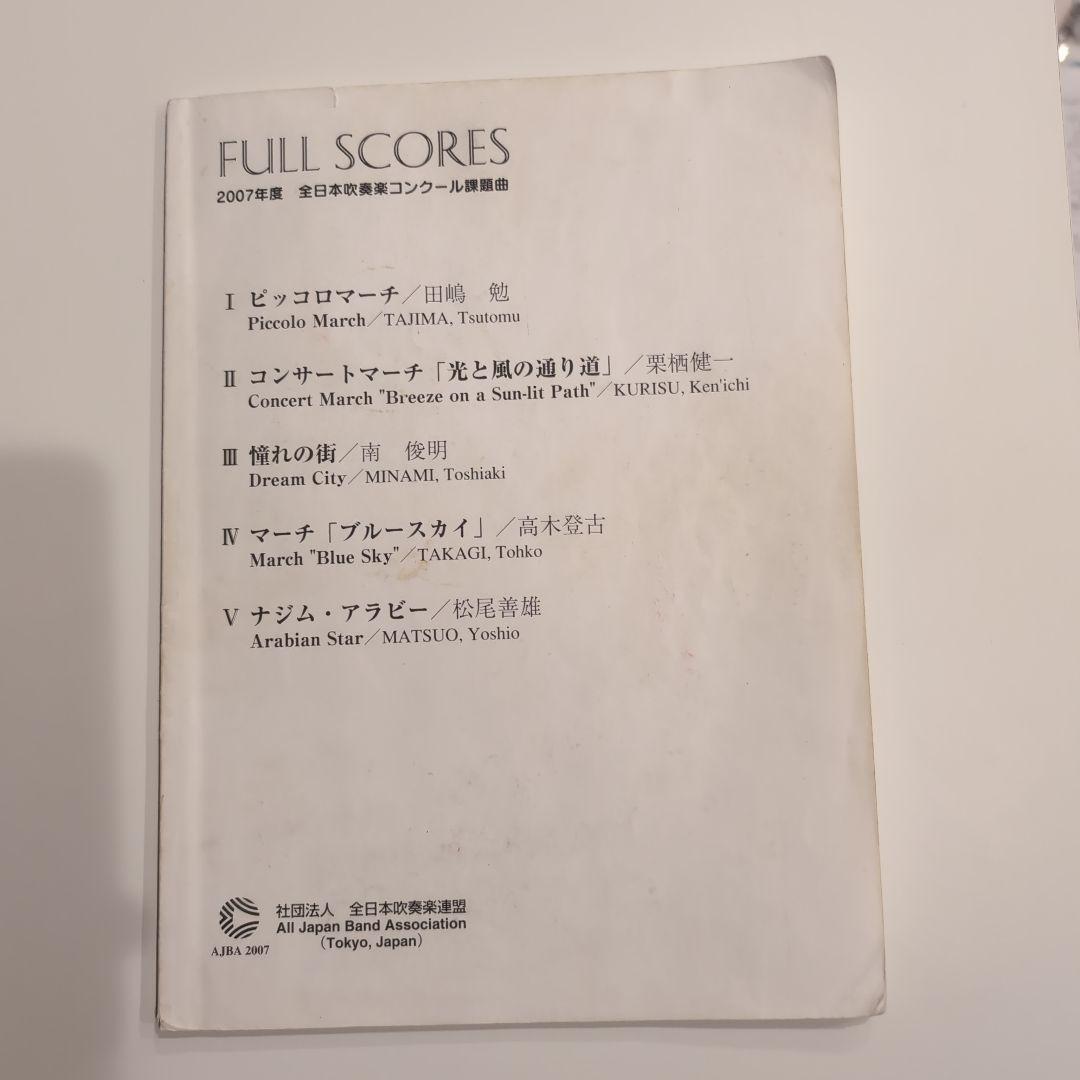 FULL SCORES
2007年度　全日本吹奏楽コンクール課題曲
Ⅰ ピッコロマーチ／田嶋　勉
Piccolo March／TAJIMA, Tsutomu
Ⅱ コンサートマーチ「光と風の通り道」／栗栖健一
Concert March "Breeze on a Sun-lit Path"／KURISU, Ken'ichi
Ⅲ 憧れの街／南　俊明
Dream City／MINAMI, Toshiaki
Ⅳ マーチ「ブルースカイ」／高木登古
March "Blue Sky"／TAKAGI, Tohko
Ⅴ ナジム・アラビー／松尾善雄
Arabian Star／MATSUO, Yoshio
社団法人　全日本吹奏楽連盟
All Japan Band Association
（Tokyo, Japan）
AJBA 2007